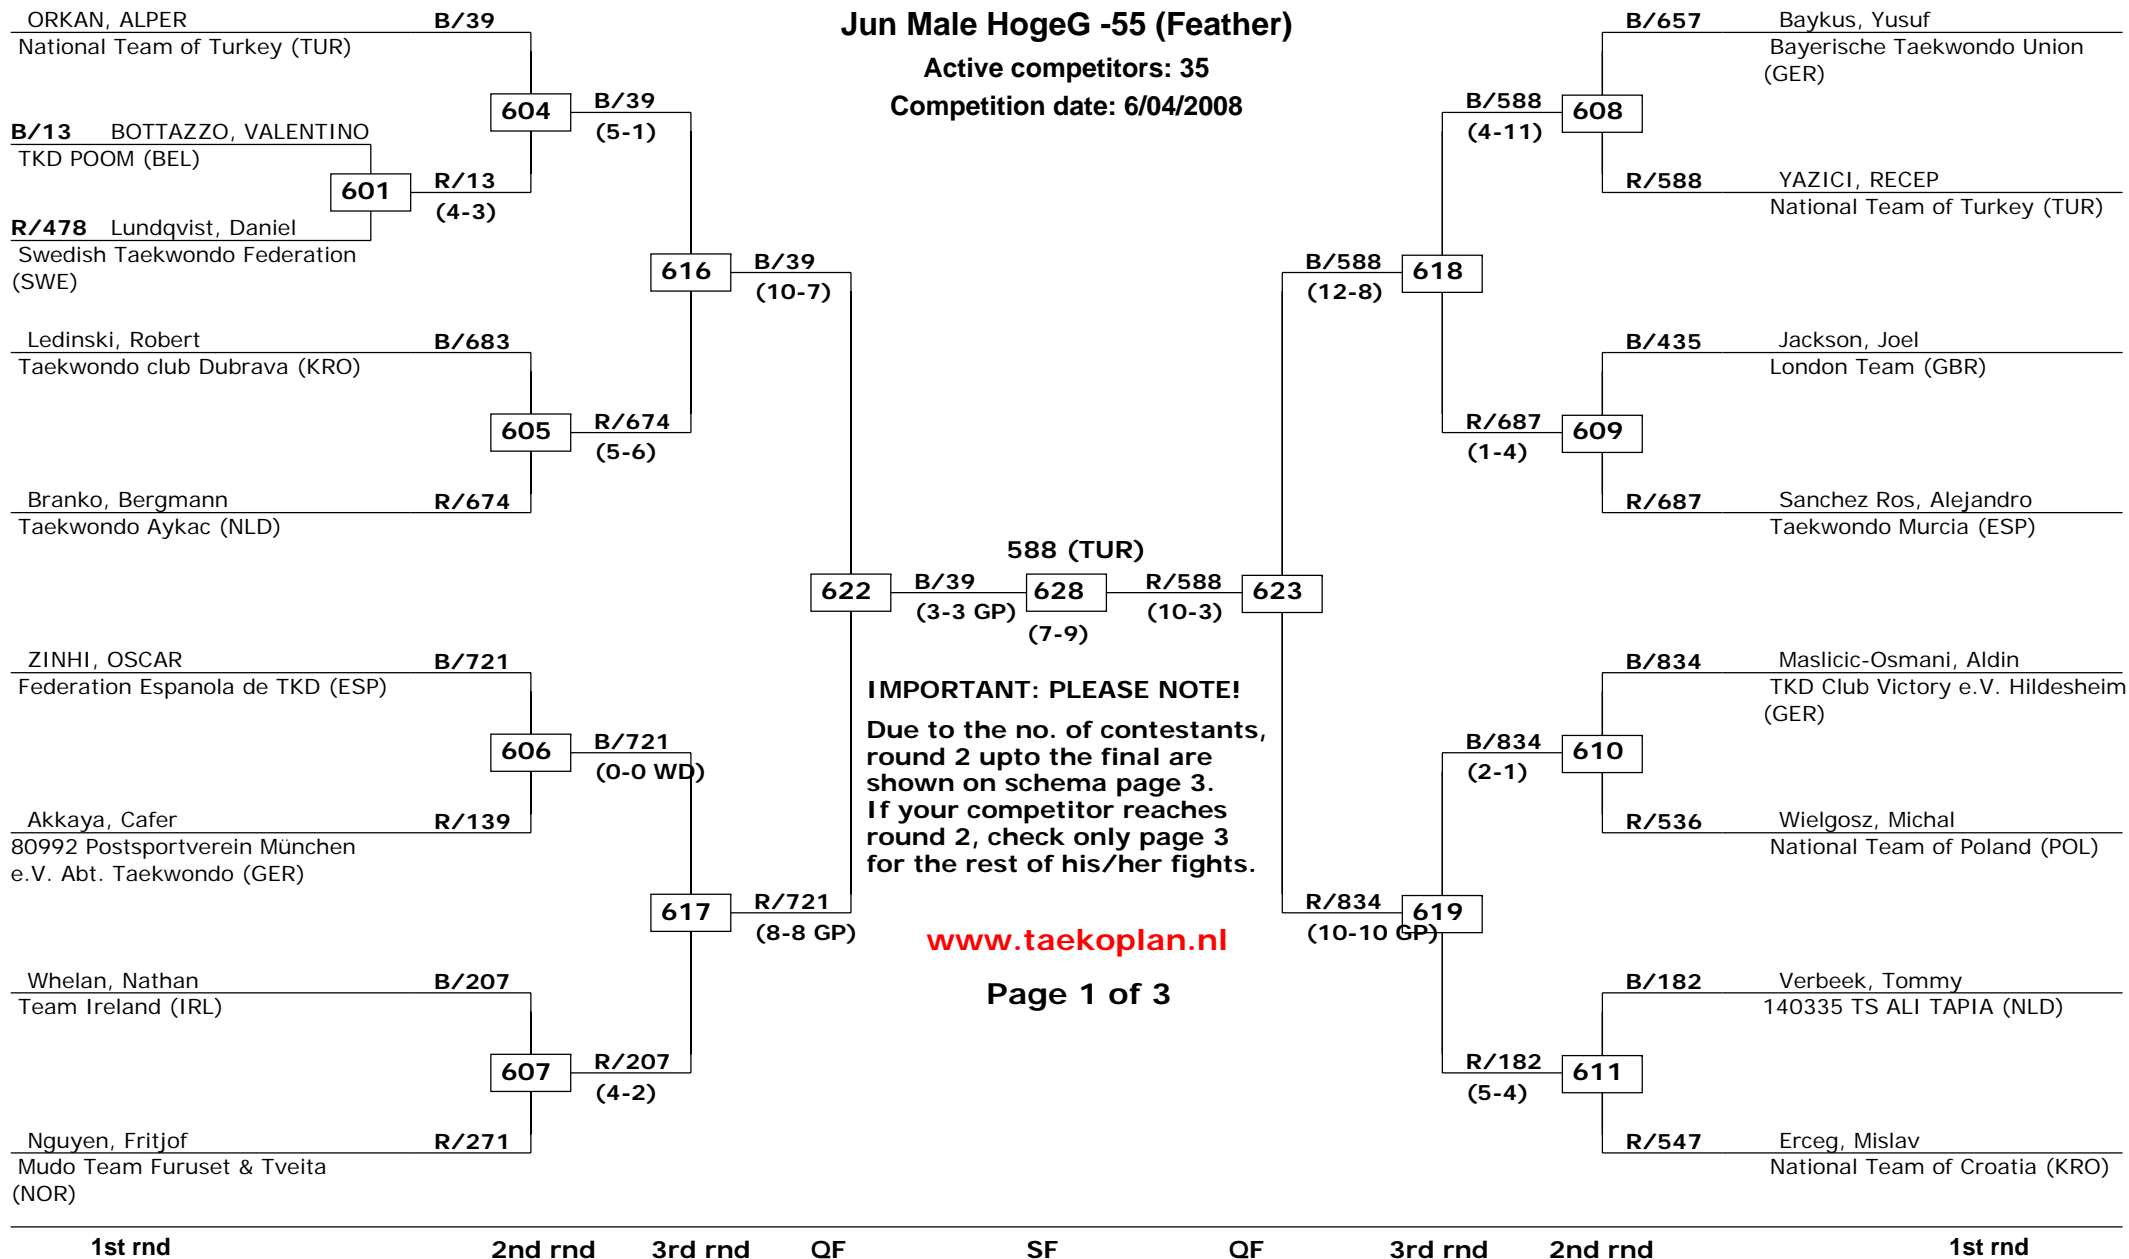 Jun Male HogeG -55 (Feather)
Active competitors: 35
Competition date: 6/04/2008
ORKAN, ALPER B/39
National Team of Turkey (TUR)
604 B/39
(5-1)
B/13 BOTTAZZO, VALENTINO
TKD POOM (BEL)
601 R/13
(4-3)
R/478 Lundqvist, Daniel
Swedish Taekwondo Federation
(SWE)
616 B/39
(10-7)
Ledinski, Robert B/683
Taekwondo club Dubrava (KRO)
605 R/674
(5-6)
Branko, Bergmann R/674
Taekwondo Aykac (NLD)
622 B/39
(3-3 GP)
ZINHI, OSCAR B/721
Federation Espanola de TKD (ESP)
606 B/721
(0-0 WD)
Akkaya, Cafer R/139
80992 Postsportverein München
e.V. Abt. Taekwondo (GER)
617 R/721
(8-8 GP)
Whelan, Nathan B/207
Team Ireland (IRL)
607 R/207
(4-2)
Nguyen, Fritjof R/271
Mudo Team Furuset & Tveita
(NOR)
588 (TUR)
628
(7-9)
IMPORTANT: PLEASE NOTE!
Due to the no. of contestants,
round 2 upto the final are
shown on schema page 3.
If your competitor reaches
round 2, check only page 3
for the rest of his/her fights.
www.taekoplan.nl
Page 1 of 3
B/657 Baykus, Yusuf
Bayerische Taekwondo Union
(GER)
B/588 608
(4-11)
R/588 YAZICI, RECEP
National Team of Turkey (TUR)
B/588 618
(12-8)
B/435 Jackson, Joel
London Team (GBR)
R/687 609
(1-4)
R/687 Sanchez Ros, Alejandro
Taekwondo Murcia (ESP)
R/588 623
(10-3)
B/834 Maslicic-Osmani, Aldin
TKD Club Victory e.V. Hildesheim
(GER)
B/834 610
(2-1)
R/536 Wielgosz, Michal
National Team of Poland (POL)
R/834 619
(10-10 GP)
B/182 Verbeek, Tommy
140335 TS ALI TAPIA (NLD)
R/182 611
(5-4)
R/547 Erceg, Mislav
National Team of Croatia (KRO)
1st rnd 2nd rnd 3rd rnd QF SF QF 3rd rnd 2nd rnd 1st rnd